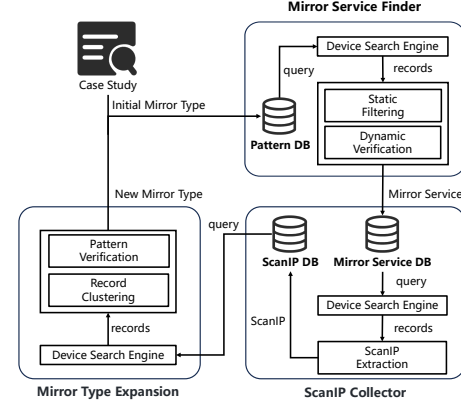 Mirror Service Finder
Device Search Engine
query
records
Case Study
Static
Filtering
Initial Mirror Type
Dynamic
Verification
Pattern DB
New Mirror Type
Mirror Service
query
Pattern
Verification
ScanIP DB
Mirror Service DB
Record
Clustering
query
Device Search Engine
ScanIP
records
records
Device Search Engine
ScanIP
Extraction
Mirror Type Expansion
ScanIP Collector